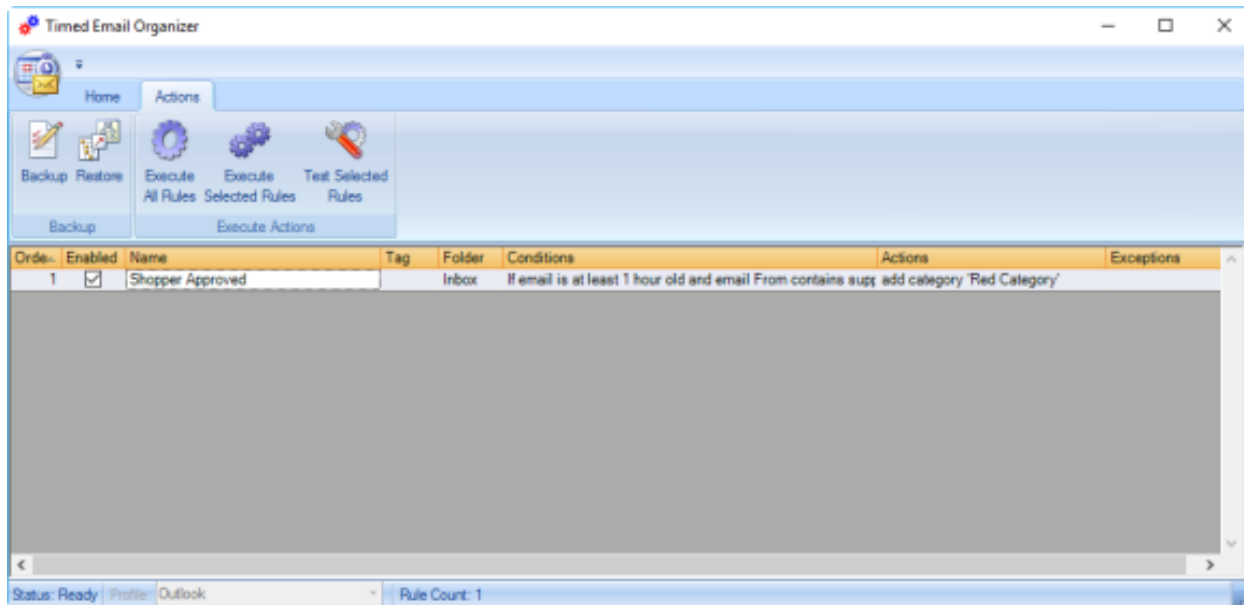 Timed Email Organizer
Home Actions
Backup Restore Execute All Rules Execute Selected Rules Test Selected Rules
Backup Execute Actions
Orde... Enabled Name Tag Folder Conditions Actions Exceptions
1 Shopper Approved Inbox If email is at least 1 hour old and email From contains supp add category 'Red Category'
Status: Ready Profile: Outlook Rule Count: 1